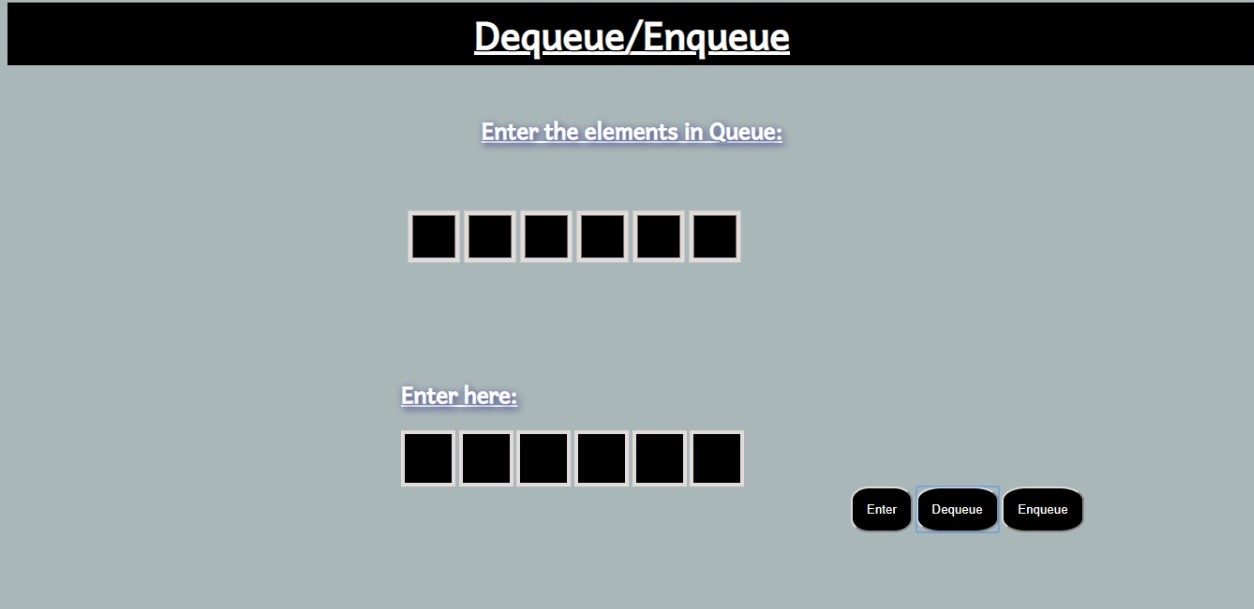 Dequeue/Enqueue
Enter the elements in Queue:
Enter here:
Enter Dequeue Enqueue